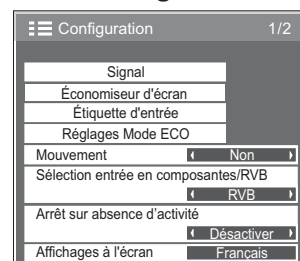 Configuration 1/2
Signal
Économiseur d'écran
Étiquette d'entrée
Réglages Mode ECO
Mouvement Non
Sélection entrée en composantes/RVB
RVB
Arrêt sur absence d'activité
Désactiver
Affichages à l'écran Français